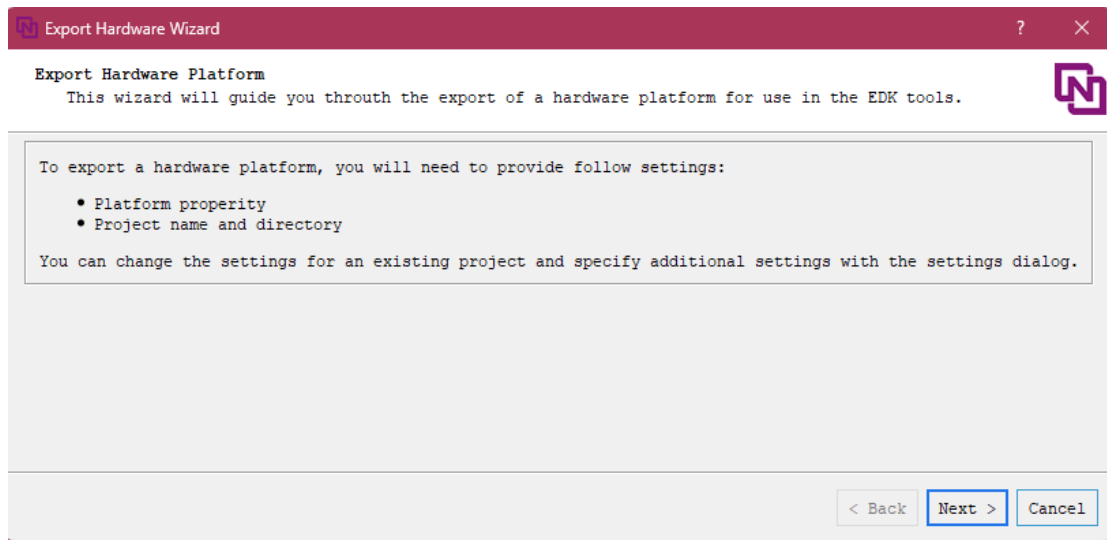 Export Hardware Wizard
?
Export Hardware Platform
This wizard will guide you throuth the export of a hardware platform for use in the EDK tools.
To export a hardware platform, you will need to provide follow settings:
• Platform properity
• Project name and directory
You can change the settings for an existing project and specify additional settings with the settings dialog.
< Back Next > Cancel